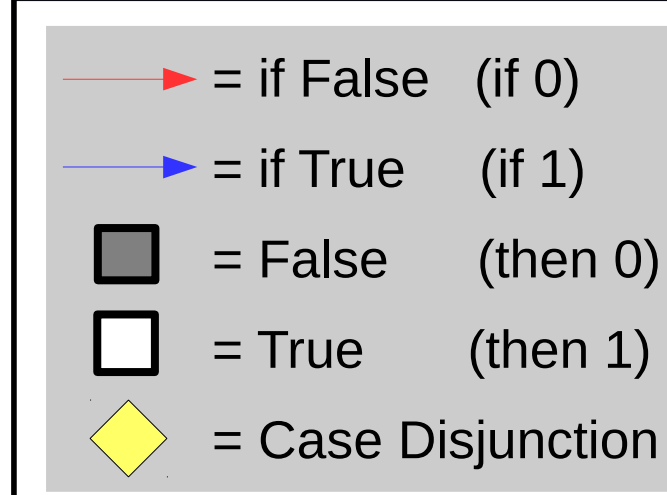 = if False (if 0)
= if True (if 1)
= False (then 0)
= True (then 1)
= Case Disjunction